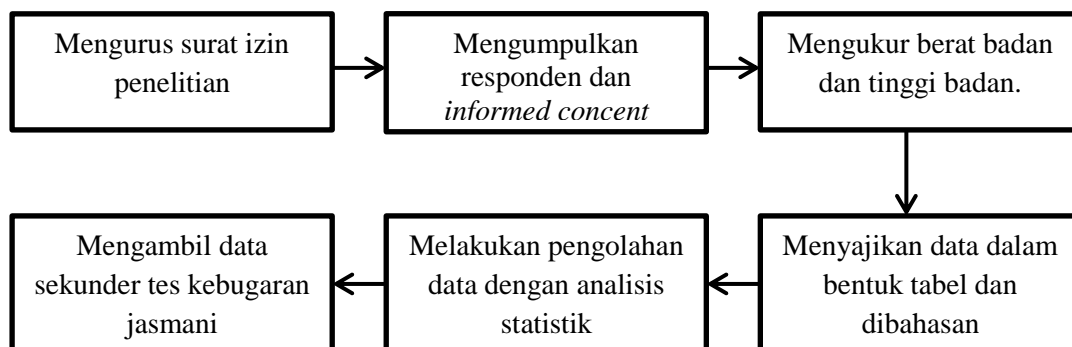 Mengurus surat izin
penelitian
Mengumpulkan
responden dan
informed concent
Mengukur berat badan
dan tinggi badan.
Menyajikan data dalam
bentuk tabel dan
dibahasan
Melakukan pengolahan
data dengan analisis
statistik
Mengambil data
sekunder tes kebugaran
jasmani